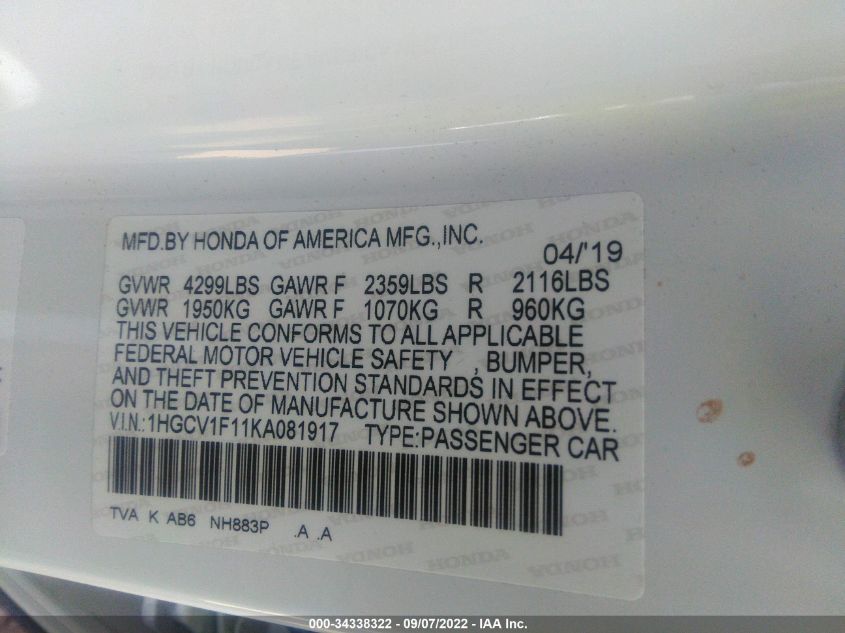 MFD.BY HONDA OF AMERICA MFG.,INC.
04/'19
GVWR 4299LBS GAWR F 2359LBS R 2116LBS
GVWR 1950KG GAWR F 1070KG R 960KG
THIS VEHICLE CONFORMS TO ALL APPLICABLE
FEDERAL MOTOR VEHICLE SAFETY , BUMPER,
AND THEFT PREVENTION STANDARDS IN EFFECT
ON THE DATE OF MANUFACTURE SHOWN ABOVE.
V.I.N.:1HGCV1F11KA081917 TYPE:PASSENGER CAR
TVA K AB6 NH883P .A .A
000-34338322 - 09/07/2022 - IAA Inc.